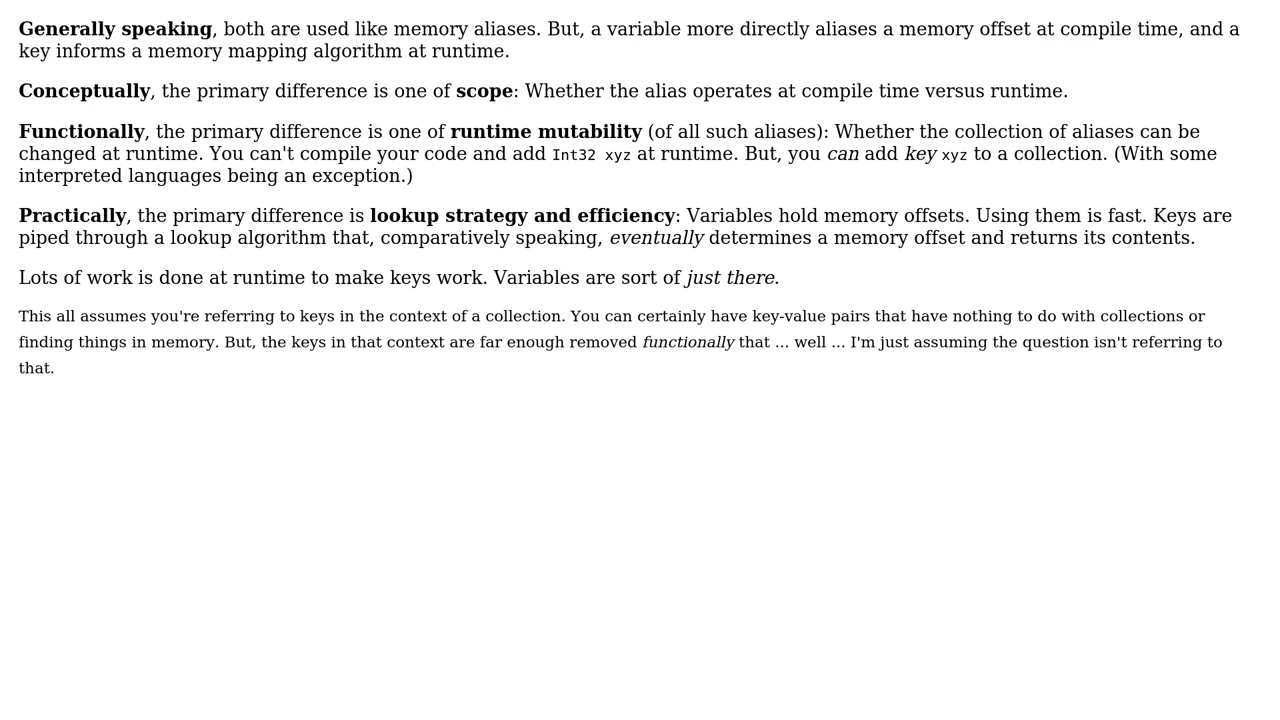 Generally speaking, both are used like memory aliases. But, a variable more directly aliases a memory offset at compile time, and a
key informs a memory mapping algorithm at runtime.
Conceptually, the primary difference is one of scope: Whether the alias operates at compile time versus runtime.
Functionally, the primary difference is one of runtime mutability (of all such aliases): Whether the collection of aliases can be
changed at runtime. You can't compile your code and add Int32 xyz at runtime. But, you can add key xyz to a collection. (With some
interpreted languages being an exception.)
Practically, the primary difference is lookup strategy and efficiency: Variables hold memory offsets. Using them is fast. Keys are
piped through a lookup algorithm that, comparatively speaking, eventually determines a memory offset and returns its contents.
Lots of work is done at runtime to make keys work. Variables are sort of just there.
This all assumes you're referring to keys in the context of a collection. You can certainly have key-value pairs that have nothing to do with collections or
finding things in memory. But, the keys in that context are far enough removed functionally that ... well ... I'm just assuming the question isn't referring to
that.